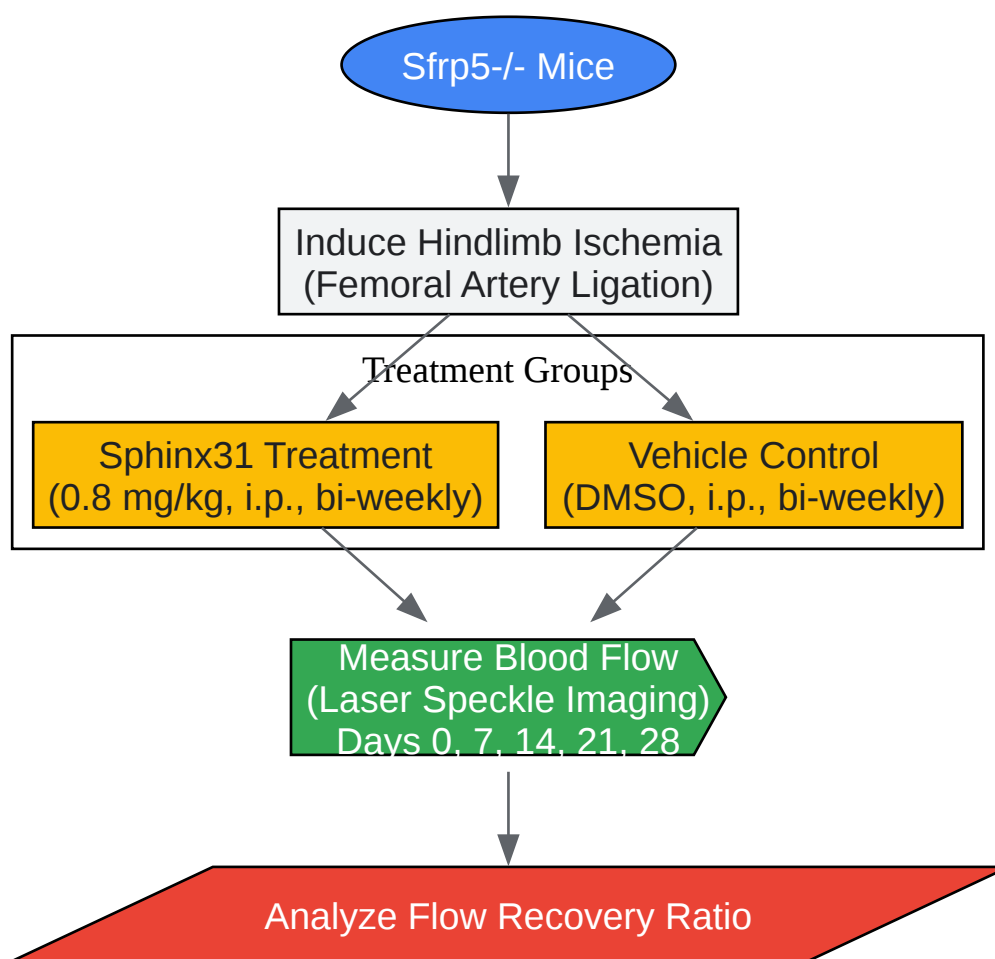 Sfrp5-/- Mice
Induce Hindlimb Ischemia
(Femoral Artery Ligation)
Treatment Groups
Sphinx31 Treatment
(0.8 mg/kg, i.p., bi-weekly)
Vehicle Control
(DMSO, i.p., bi-weekly)
Measure Blood Flow
(Laser Speckle Imaging)
Days 0, 7, 14, 21, 28
Analyze Flow Recovery Ratio